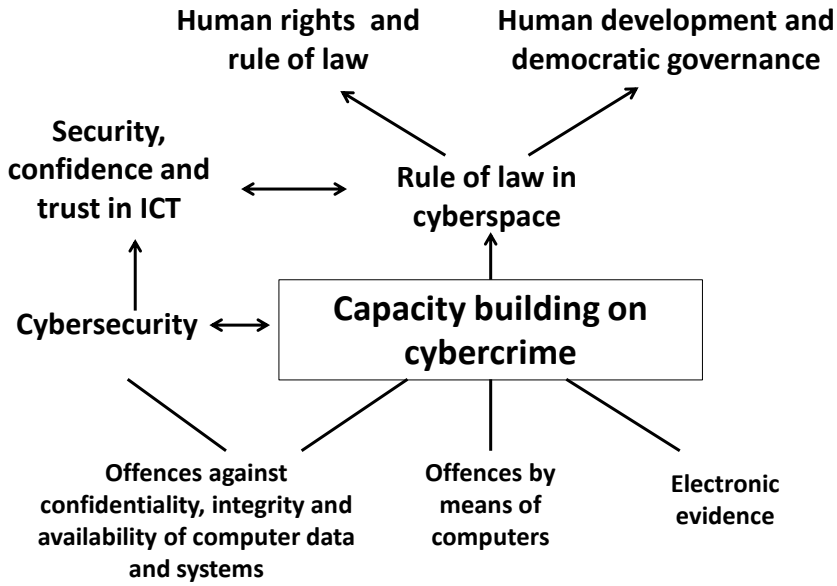 Human rights and
rule of law
Human development and
democratic governance
Security,
confidence and
trust in ICT
Rule of law in
cyberspace
Cybersecurity
Capacity building on
cybercrime
Offences against
confidentiality, integrity and
availability of computer data
and systems
Offences by
means of
computers
Electronic
evidence